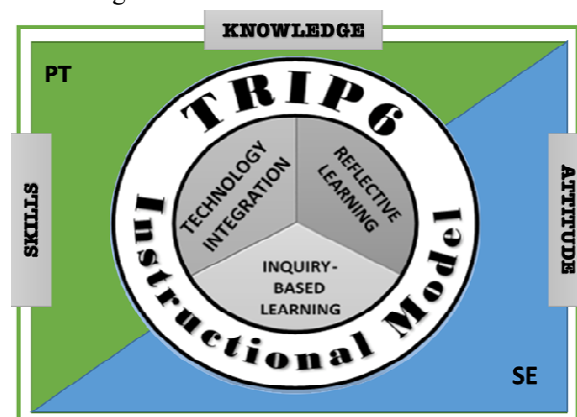 KNOWLEDGE
PT
TRIP6
TECHNOLOGY
INTEGRATION
REFLECTIVE
LEARNING
SKILLS
ATTITUDE
INQUIRY-
BASED
LEARNING
Instructional Model
SE